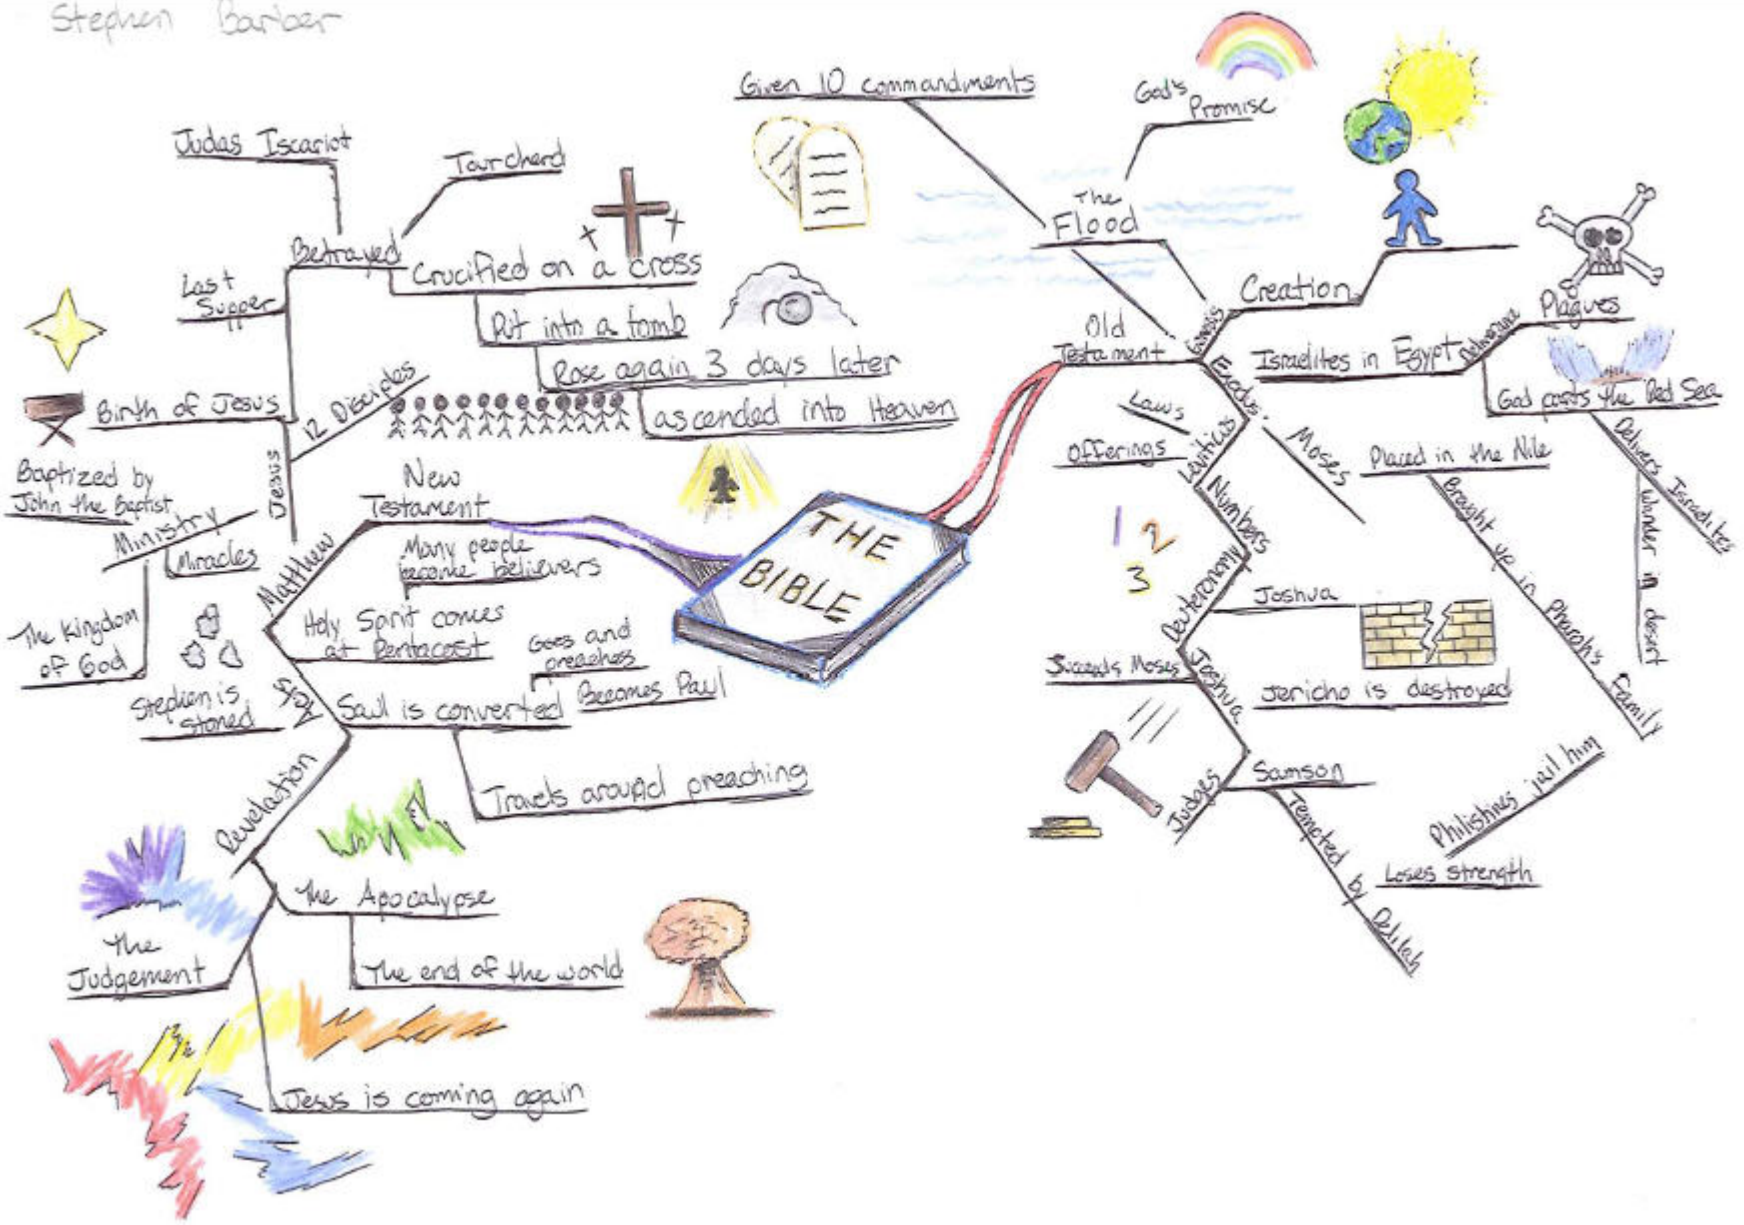 Stephen Barber
Given 10 commandments
God's
Promise
Judas Iscariot
Tourcherd
The
Flood
Betrayed
Crucified on a cross
Last
Supper
Put into a tomb
Rose again 3 days later
ascended into Heaven
12 Disciples
Birth of Jesus
Jesus
Baptized by
John the Baptist
Ministry
Miracles
The Kingdom
of God
New
Testament
Matthew
Many people
become believers
Holy Spirit comes
at Pentacost
Goes and
preaches
Stephen is
stoned
Acts
Saul is converted
Becomes Paul
Travels around preaching
Revelaction
The Apocalypse
The
Judgement
The end of the world
Jesus is coming again
THE
BIBLE
Old
Testament
Genesis
Creation
Exodus
Israelites in Egypt
Deliverance
Plagues
God parts the Red Sea
Delivers Israelites
Wander in desert
Moses
Placed in the Nile
Braught up in Pharoh's Family
Laws
Offerings
Leviticus
Numbers
1 2
3
Deuteronomy
Joshua
Succeeds Moses
Joshua
Jericho is destroyed
Judges
Samson
Tempted by Delilah
Loses strength
Philistines jail him